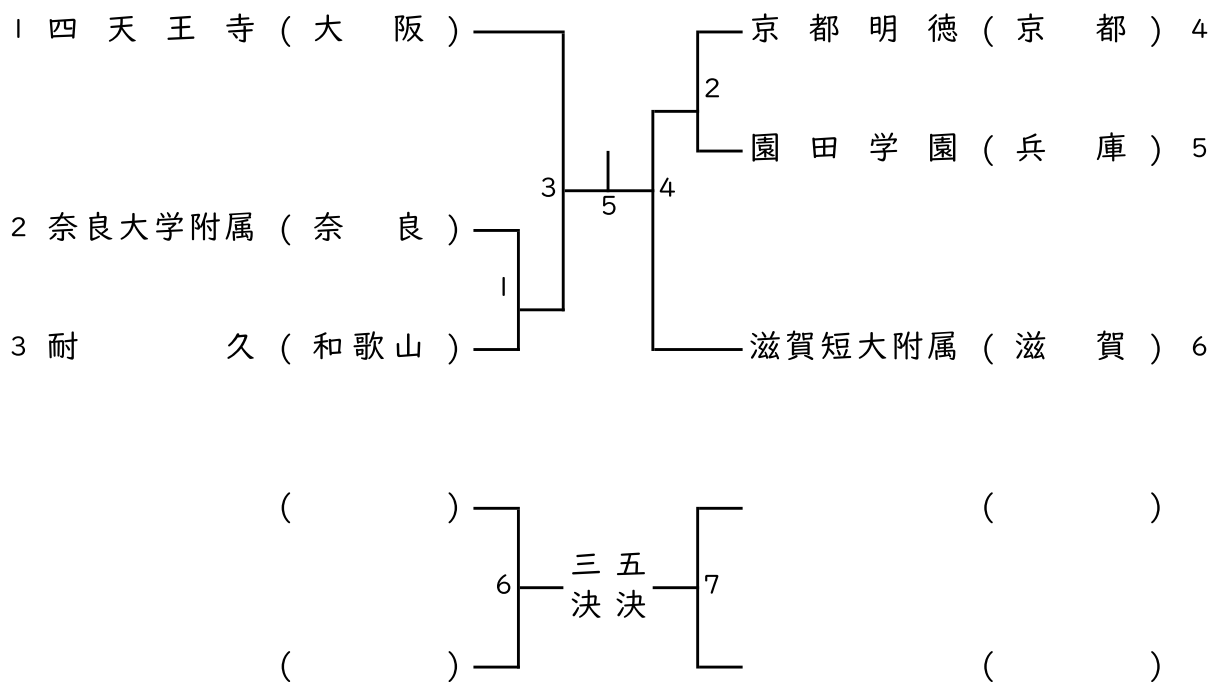 1 四天王寺 (大阪) 京都明徳 (京都) 4
2
園田学園 (兵庫) 5
3 4
5
2 奈良大学附属 (奈良)
1
3 耐久 (和歌山) 滋賀短大附属 (滋賀) 6
( ) ( )
三五
6 7
決決
( ) ( )